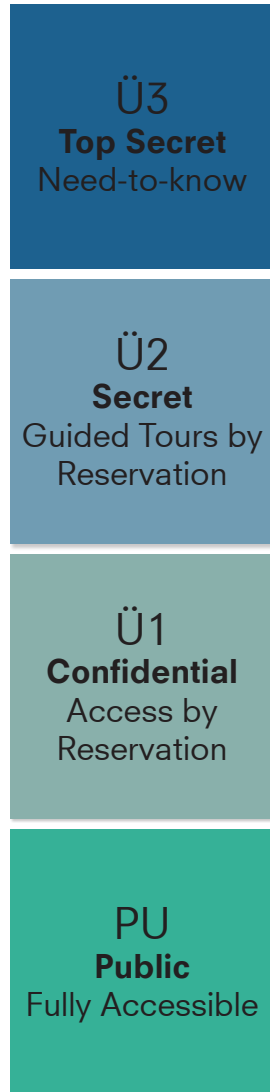 Ü3
Top Secret
Need-to-know
Ü2
Secret
Guided Tours by
Reservation
Ü1
Confidential
Access by
Reservation
PU
Public
Fully Accessible